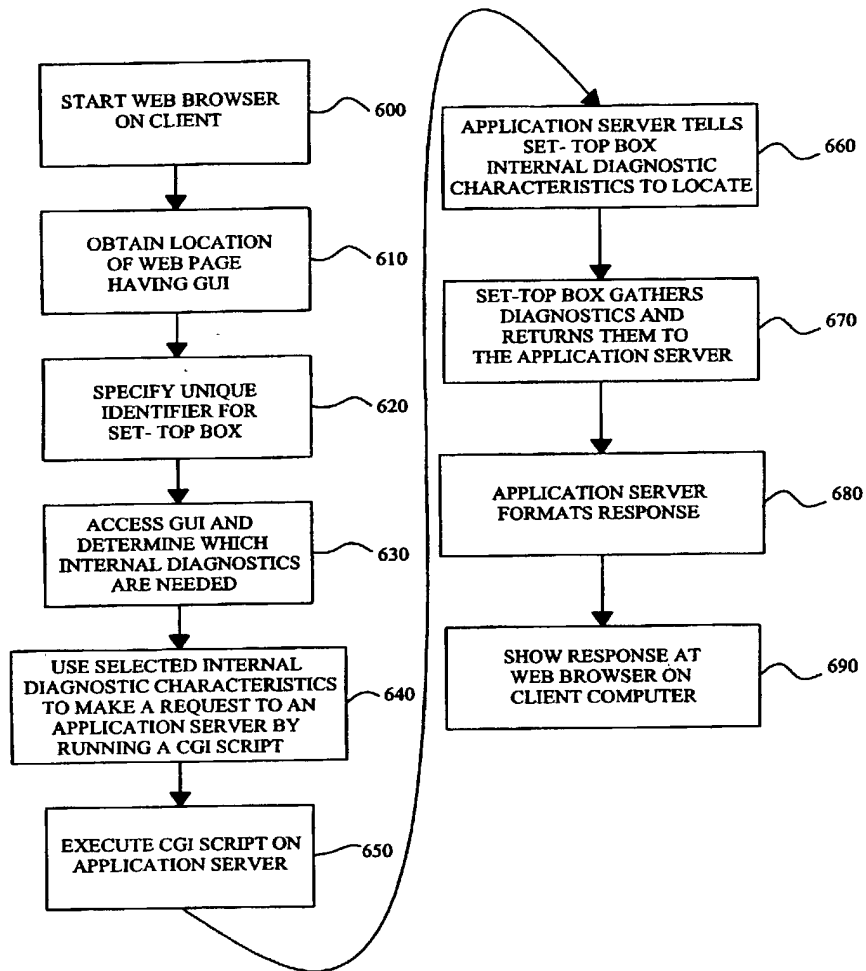 START WEB BROWSER
ON CLIENT
600
OBTAIN LOCATION
OF WEB PAGE
HAVING GUI
610
SPECIFY UNIQUE
IDENTIFIER FOR
SET- TOP BOX
620
ACCESS GUI AND
DETERMINE WHICH
INTERNAL DIAGNOSTICS
ARE NEEDED
630
USE SELECTED INTERNAL
DIAGNOSTIC CHARACTERISTICS
TO MAKE A REQUEST TO AN
APPLICATION SERVER BY
RUNNING A CGI SCRIPT
640
EXECUTE CGI SCRIPT ON
APPLICATION SERVER
650
APPLICATION SERVER TELLS
SET- TOP BOX
INTERNAL DIAGNOSTIC
CHARACTERISTICS TO LOCATE
660
SET-TOP BOX GATHERS
DIAGNOSTICS AND
RETURNS THEM TO
THE APPLICATION SERVER
670
APPLICATION SERVER
FORMATS RESPONSE
680
SHOW RESPONSE AT
WEB BROWSER ON
CLIENT COMPUTER
690